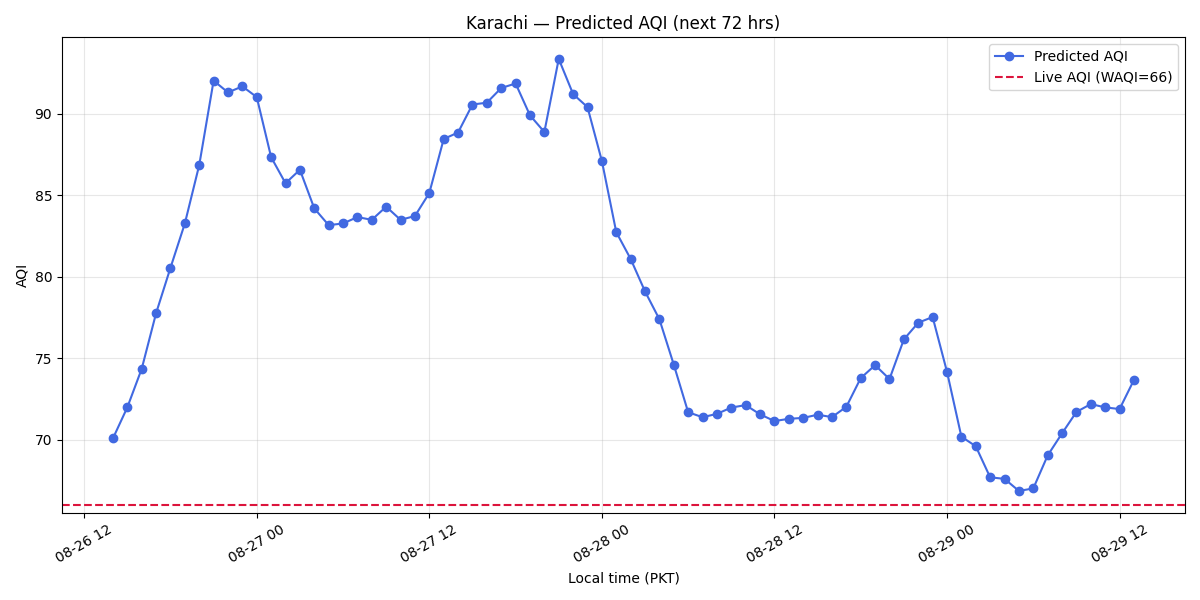 Karachi — Predicted AQI (next 72 hrs)
Predicted AQI
Live AQI (WAQI=66)
AQI
90
85
80
75
70
08-26 12
08-27 00
08-27 12
08-28 00
08-28 12
08-29 00
08-29 12
Local time (PKT)